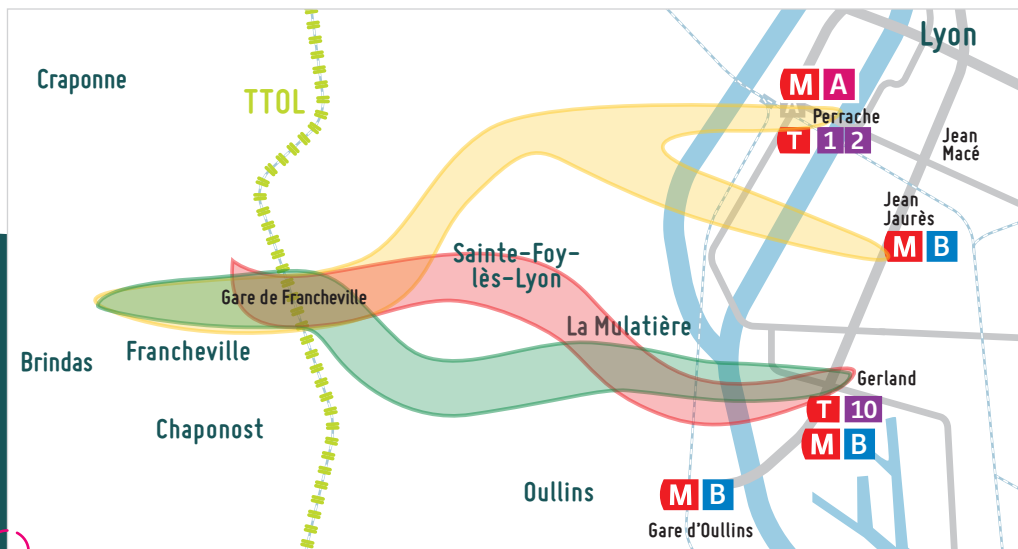 Lyon
Craponne
M A
TTOL
Perrache
T 1 2
Jean
Macé
Jean
Jaurès
M B
Sainte-Foy-
lès-Lyon
Gare de Francheville
La Mulatière
Brindas
Francheville
Gerland
T 10
Chaponost
M B
Oullins
M B
Gare d'Oullins